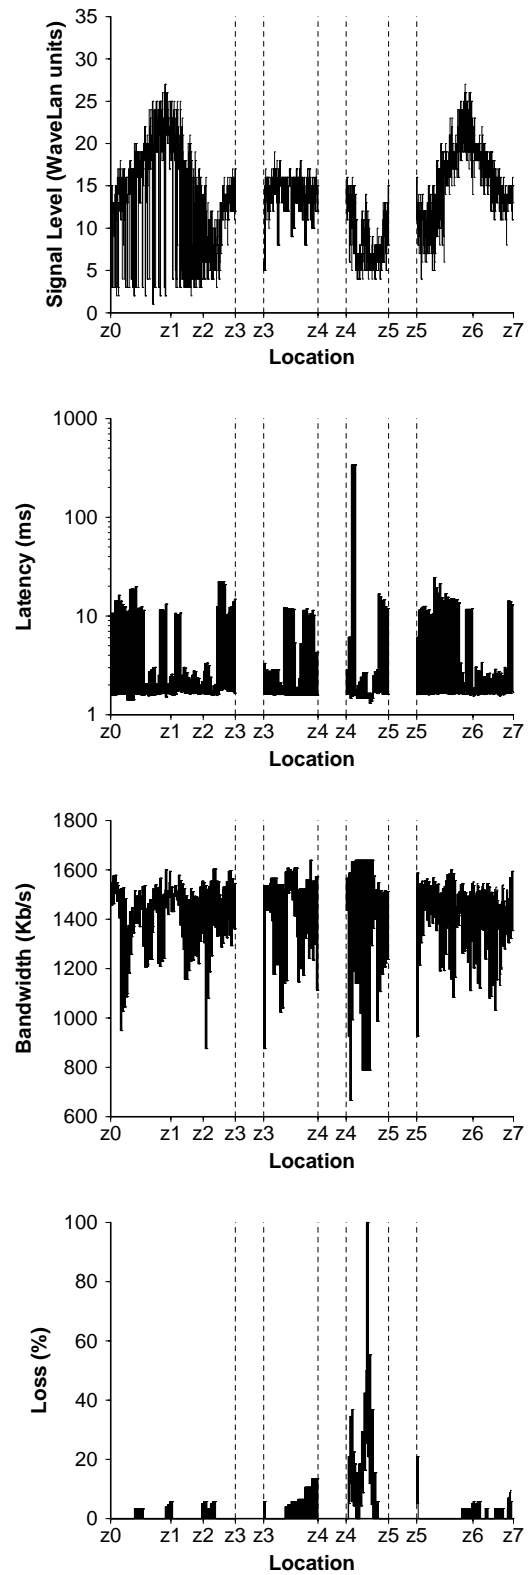 35
30
25
20
15
10
5
0
Signal Level (WaveLan units)
z0 z1 z2 z3 z3 z4 z4 z5 z5 z6 z7
Location
1000
100
10
1
Latency (ms)
z0 z1 z2 z3 z3 z4 z4 z5 z5 z6 z7
Location
1800
1600
1400
1200
1000
800
600
Bandwidth (Kb/s)
z0 z1 z2 z3 z3 z4 z4 z5 z5 z6 z7
Location
100
80
60
40
20
0
Loss (%)
z0 z1 z2 z3 z3 z4 z4 z5 z5 z6 z7
Location